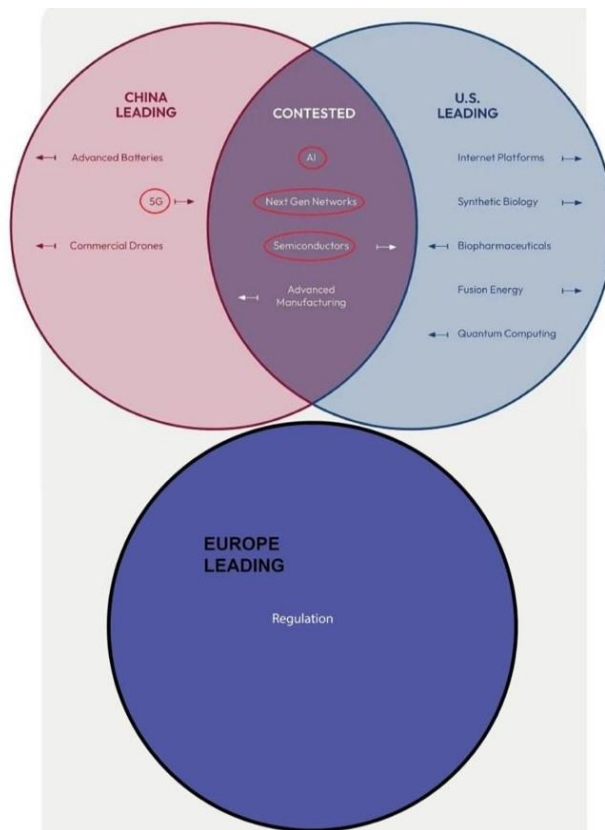 CHINA
LEADING
Advanced Batteries
5G
Commercial Drones
CONTESTED
AI
Next Gen Networks
Semiconductors
Advanced
Manufacturing
U.S.
LEADING
Internet Platforms
Synthetic Biology
Biopharmaceuticals
Fusion Energy
Quantum Computing
EUROPE
LEADING
Regulation